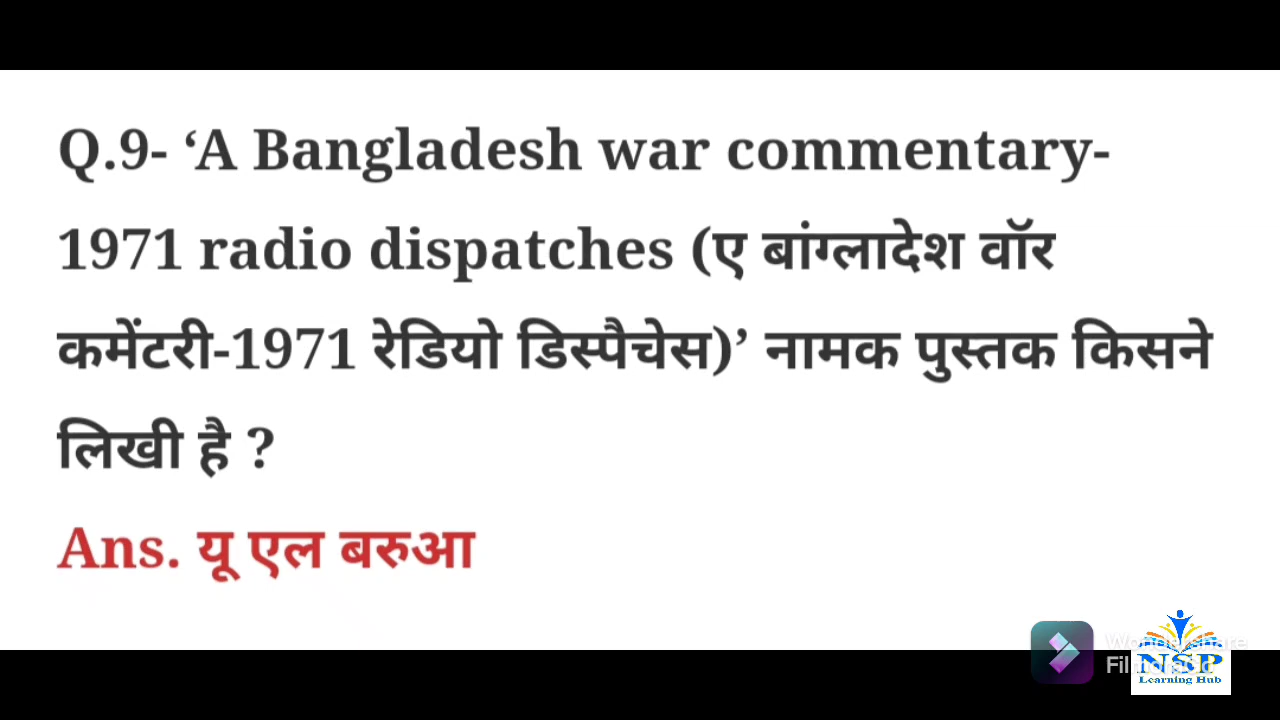 Q.9- ‘A Bangladesh war commentary-
1971 radio dispatches (ए बांग्लादेश वॉर
कमेंटरी-1971 रेडियो डिस्पैचेस)’ नामक पुस्तक किसने
लिखी है ?
Ans. यू एल बरुआ
Wondershare
NSP
Learning Hub